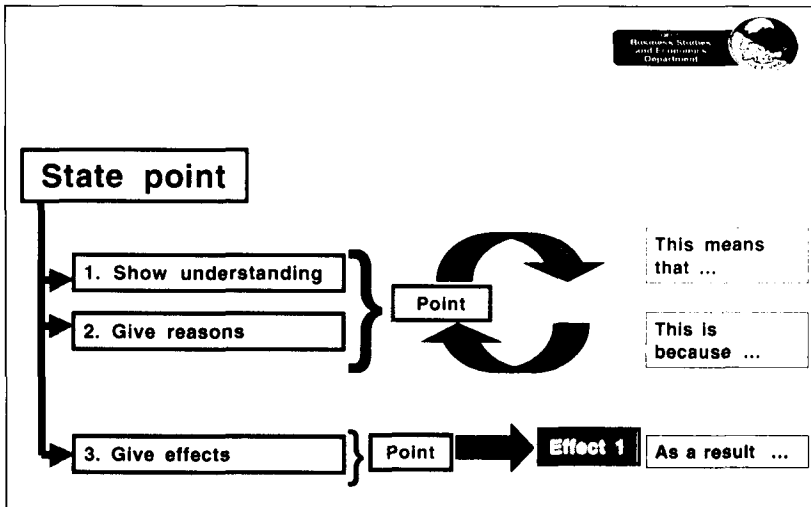 Business Studies
and Economics
Department
State point
1. Show understanding
This means
that ...
Point
2. Give reasons
This is
because ...
3. Give effects
Point
Effect 1
As a result ...